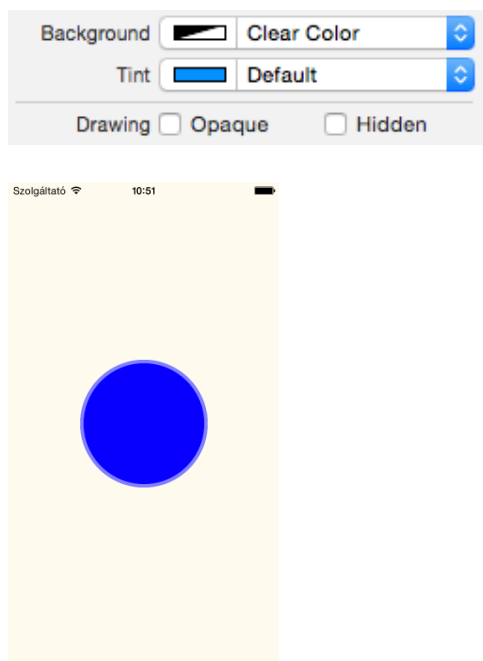 Background Clear Color
Tint Default
Drawing Opaque Hidden
Szolgáltató 10:51